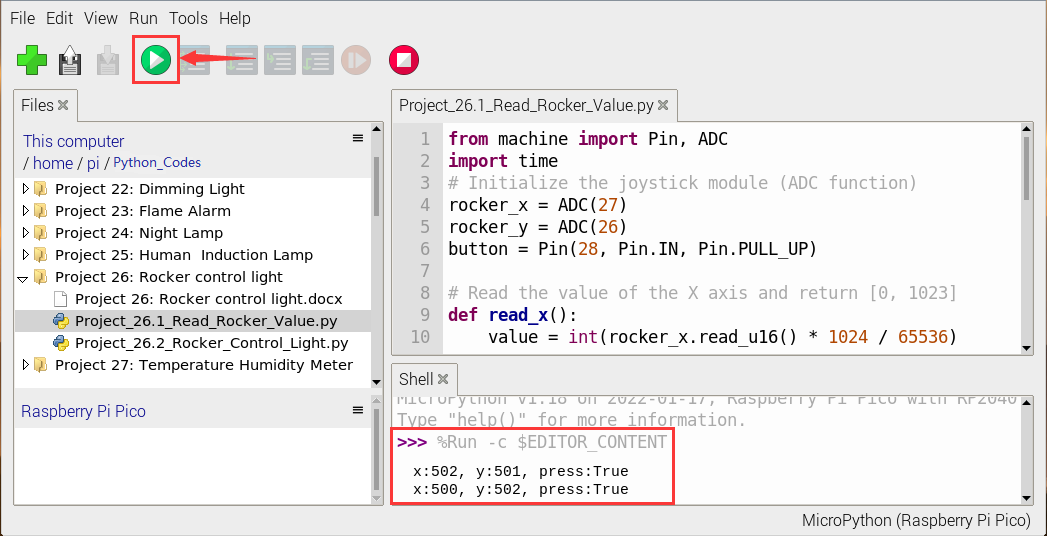 File Edit View Run Tools Help
Files
This computer
/ home / pi / Python_Codes
Project 22: Dimming Light
Project 23: Flame Alarm
Project 24: Night Lamp
Project 25: Human  Induction Lamp
Project 26: Rocker control light
Project 26: Rocker control light.docx
Project_26.1_Read_Rocker_Value.py
Project_26.2_Rocker_Control_Light.py
Project 27: Temperature Humidity Meter
Raspberry Pi Pico
Project_26.1_Read_Rocker_Value.py
1 from machine import Pin, ADC
2 import time
3 # Initialize the joystick module (ADC function)
4 rocker_x = ADC(27)
5 rocker_y = ADC(26)
6 button = Pin(28, Pin.IN, Pin.PULL_UP)
7
8 # Read the value of the X axis and return [0, 1023]
9 def read_x():
10     value = int(rocker_x.read_u16() * 1024 / 65536)
Shell
MicroPython v1.18 on 2022-01-17; Raspberry Pi Pico with RP2040
Type "help()" for more information.
>>> %Run -c $EDITOR_CONTENT
x:502, y:501, press:True
x:500, y:502, press:True
MicroPython (Raspberry Pi Pico)